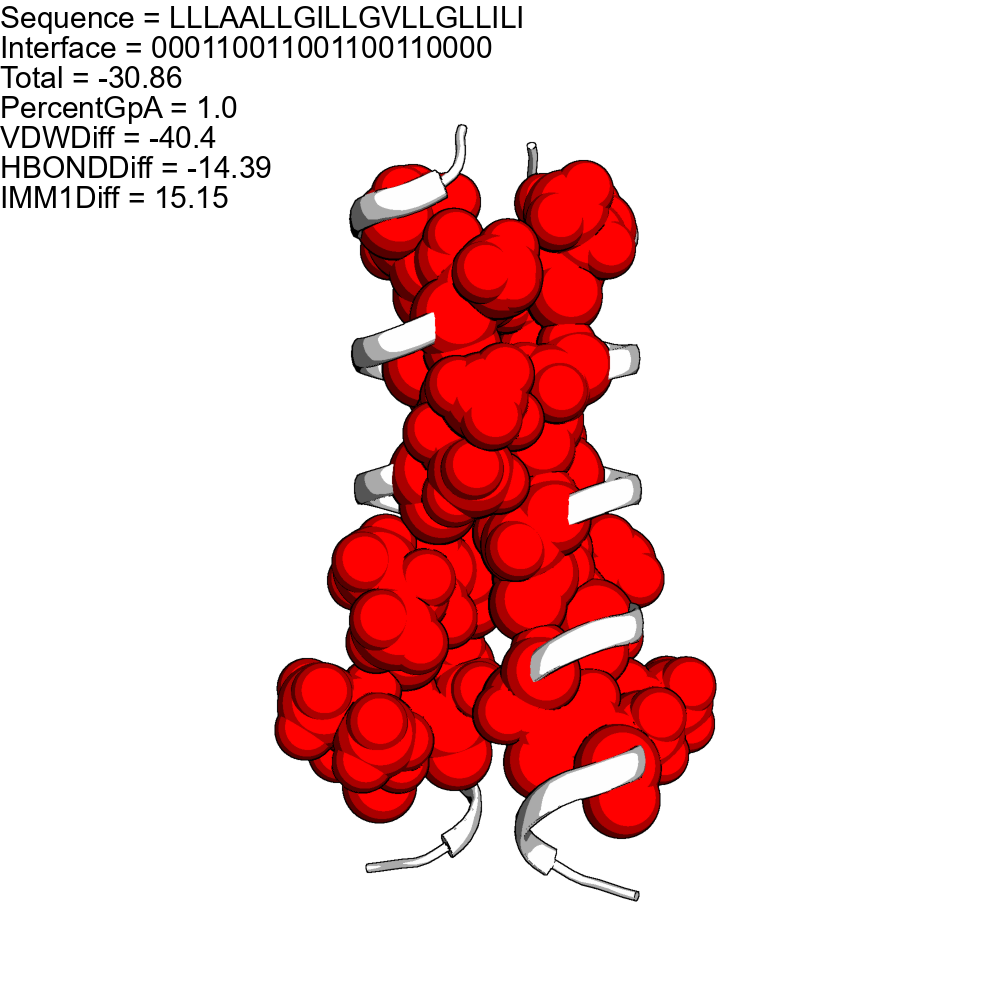 Sequence = LLLAALLGILLGVLLGLLILI
Interface = 000110011001100110000
Total = -30.86
PercentGpA = 1.0
VDWDiff = -40.4
HBONDDiff = -14.39
IMM1Diff = 15.15